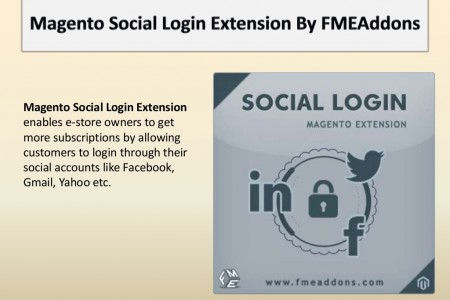 Magento Social Login Extension By FMEAddons
Magento Social Login Extension
enables e-store owners to get
more subscriptions by allowing
customers to login through their
social accounts like Facebook,
Gmail, Yahoo etc.
SOCIAL LOGIN
MAGENTO EXTENSION
in
f
FME
www.fmeaddons.com